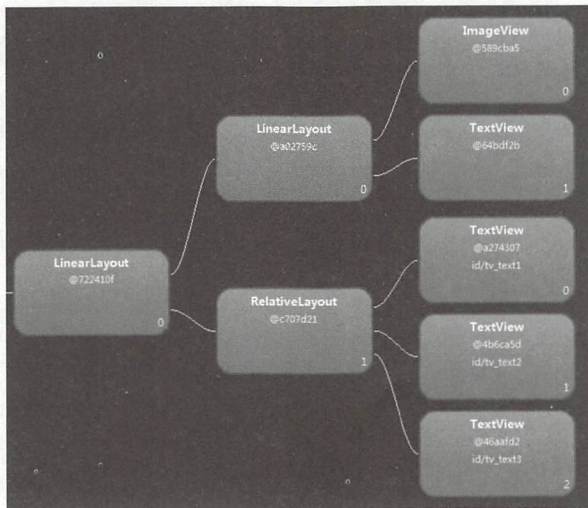 ImageView
@589cba5
0
LinearLayout
@a02759c
0
TextView
@64bdf2b
1
LinearLayout
@722410f
0
TextView
@a274307
id/tv_text1
0
RelativeLayout
@c707d21
1
TextView
@4b6ca5d
id/tv_text2
1
TextView
@46aafd2
id/tv_text3
2